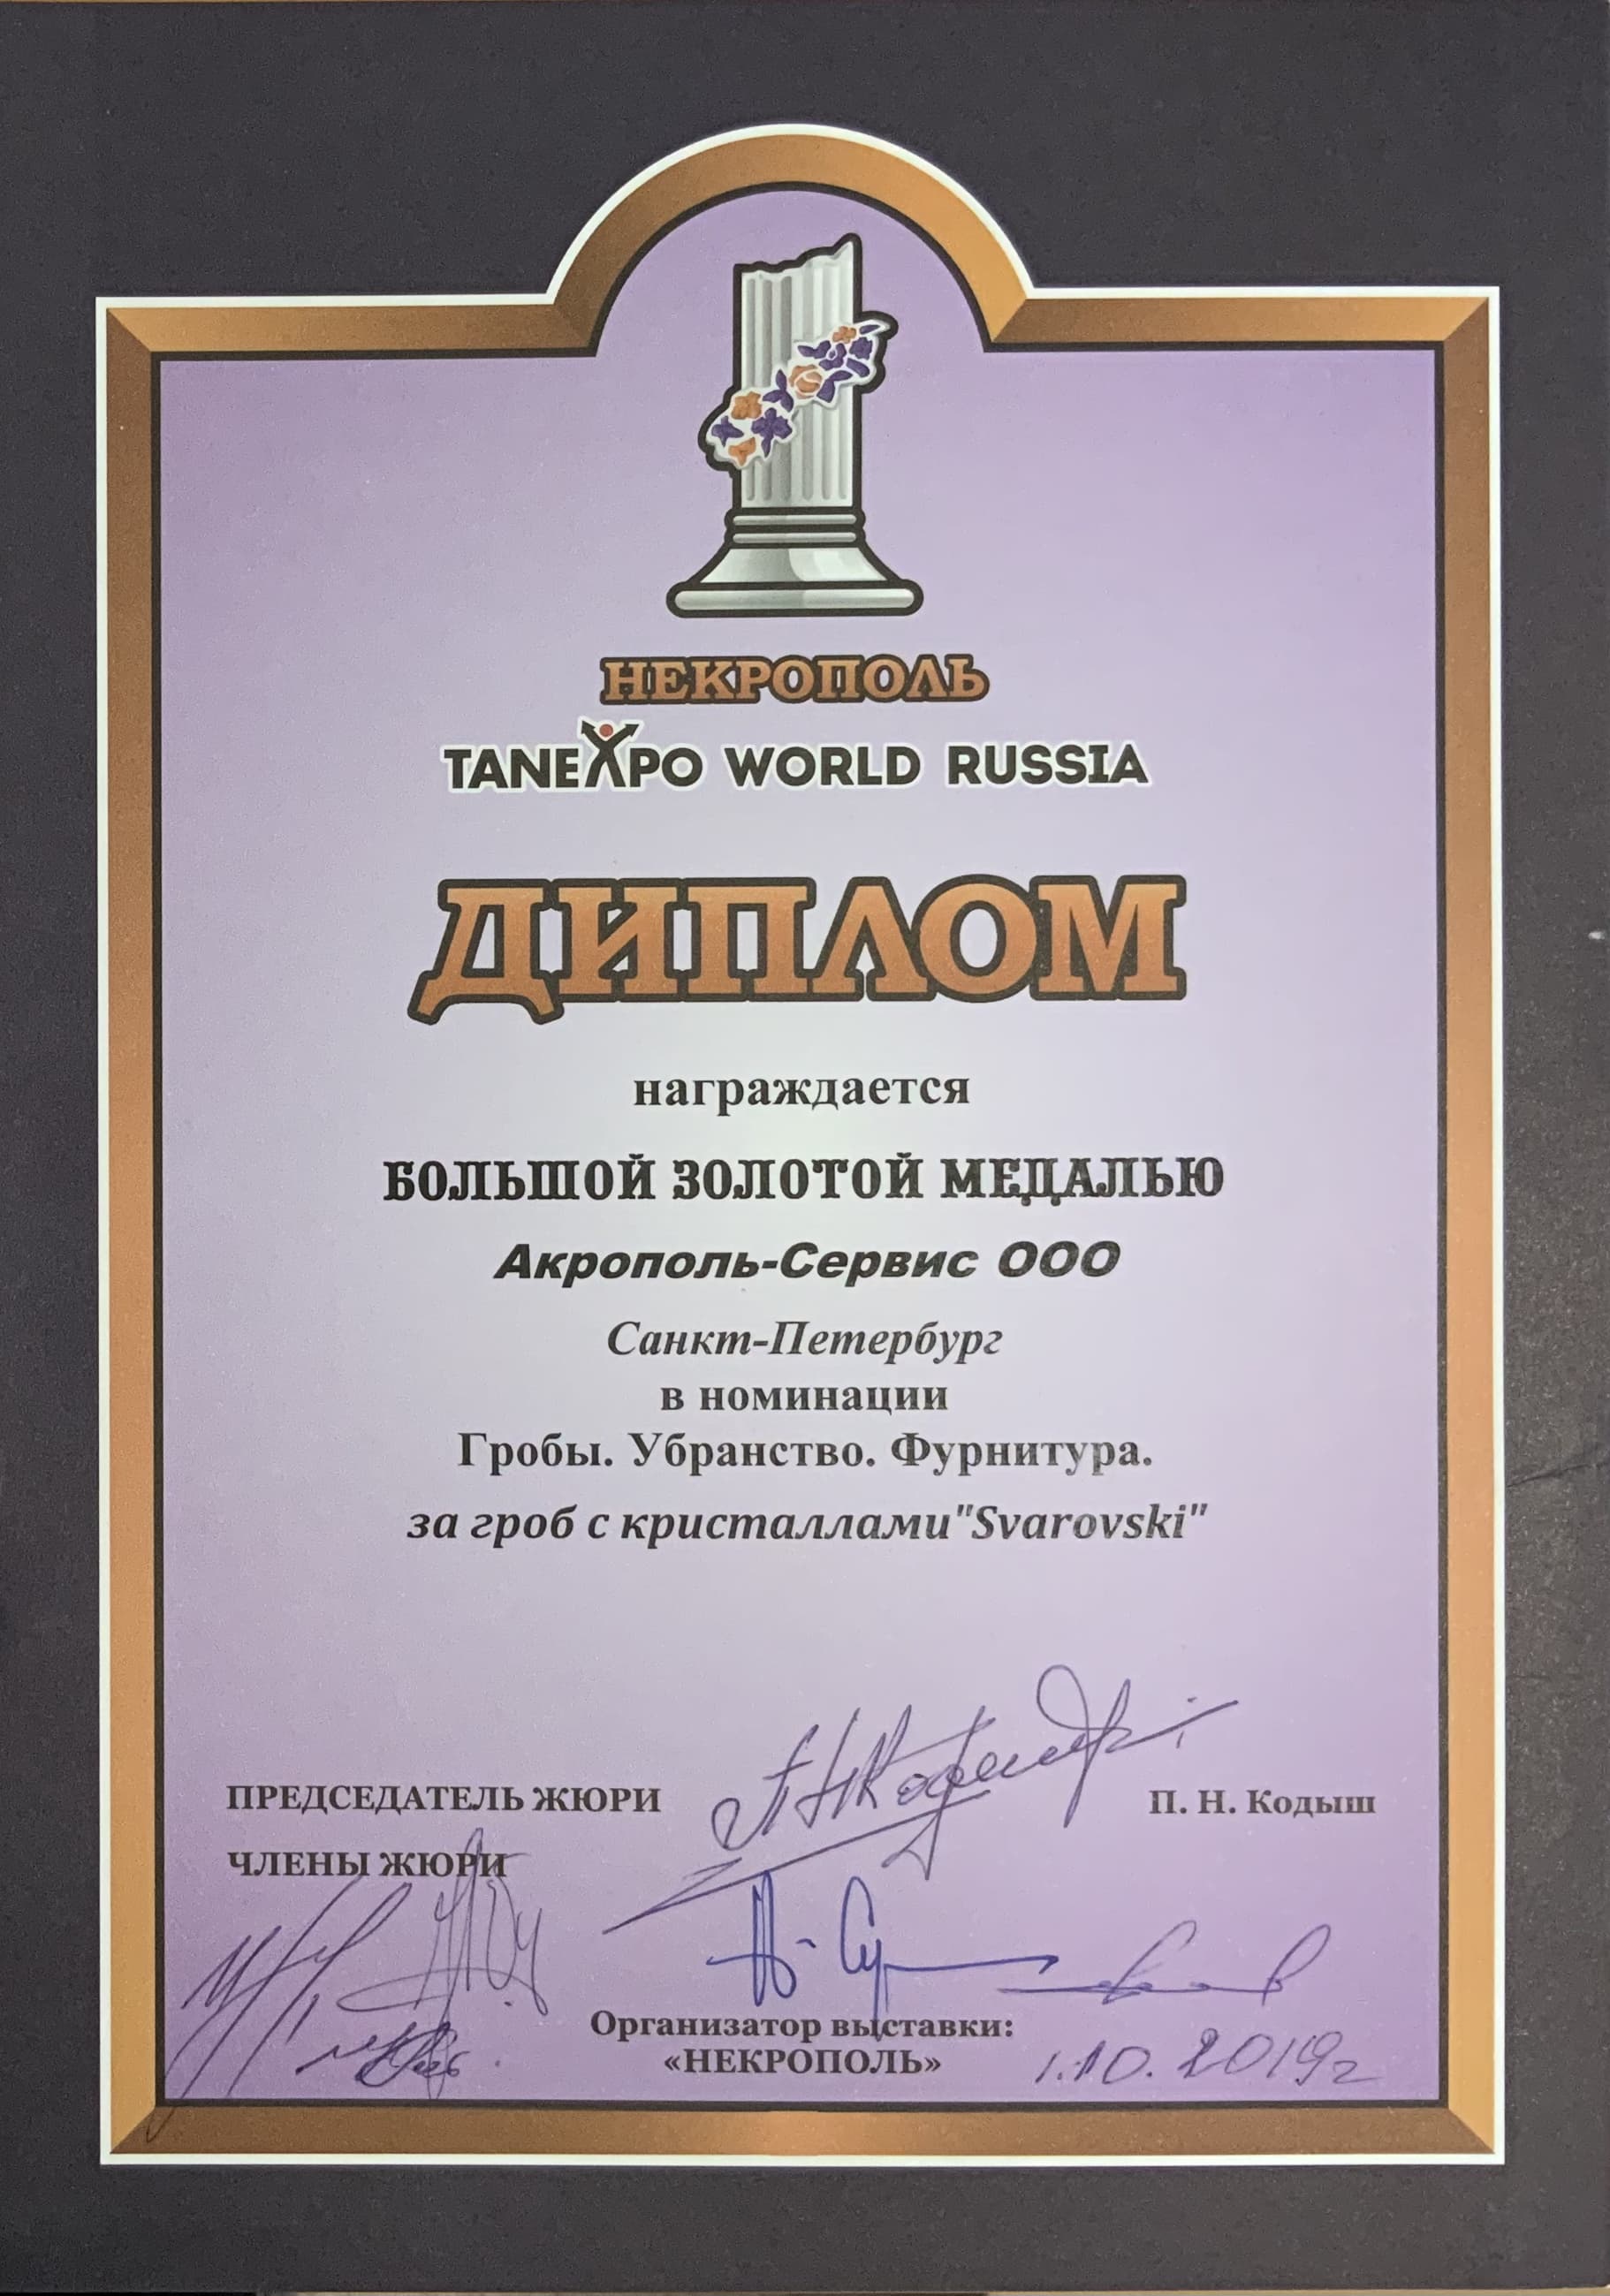 НЕКРОПОЛЬ
TANEXPO WORLD RUSSIA
ДИПЛОМ
награждается
БОЛЬШОЙ ЗОЛОТОЙ МЕДАЛЬЮ
Акрополь-Сервис ООО
Санкт-Петербург
в номинации
Гробы. Убранство. Фурнитура.
за гроб с кристаллами"Svarovski"
ПРЕДСЕДАТЕЛЬ ЖЮРИ
П. Н. Кодыш
ЧЛЕНЫ ЖЮРИ
Организатор выставки:
«НЕКРОПОЛЬ»
1.10.2019г